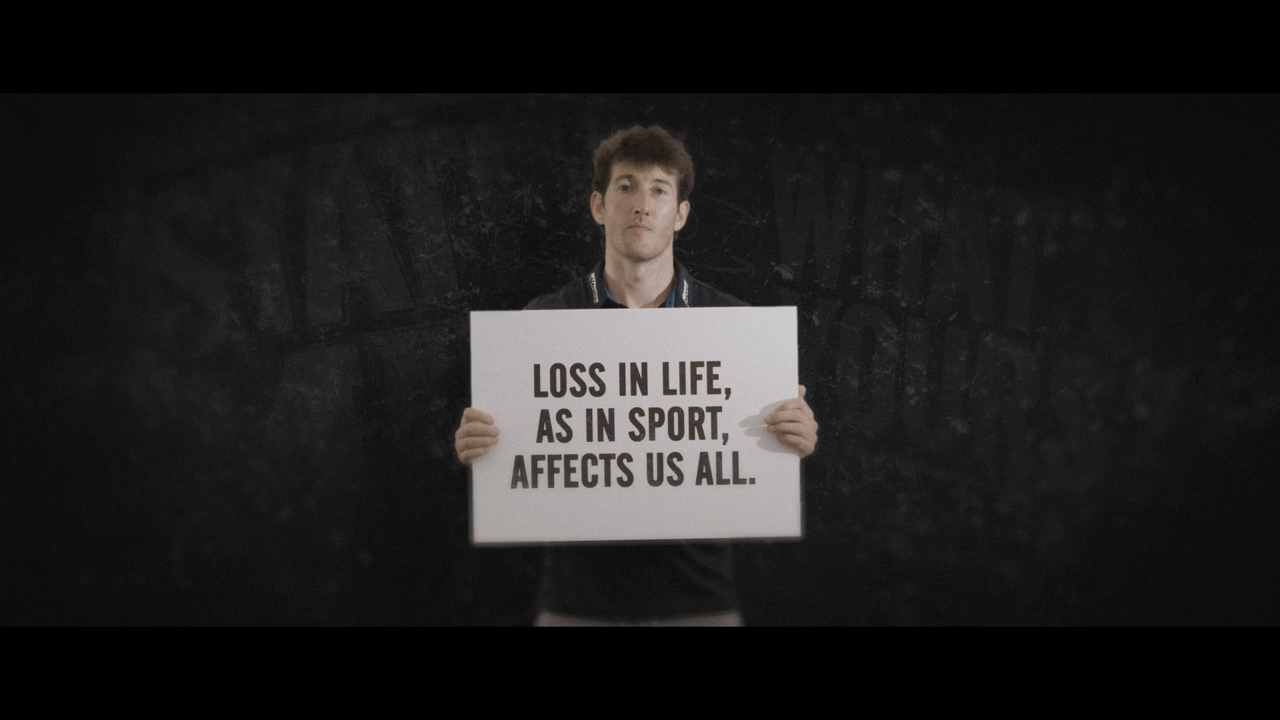 LOSS IN LIFE,
AS IN SPORT,
AFFECTS US ALL.